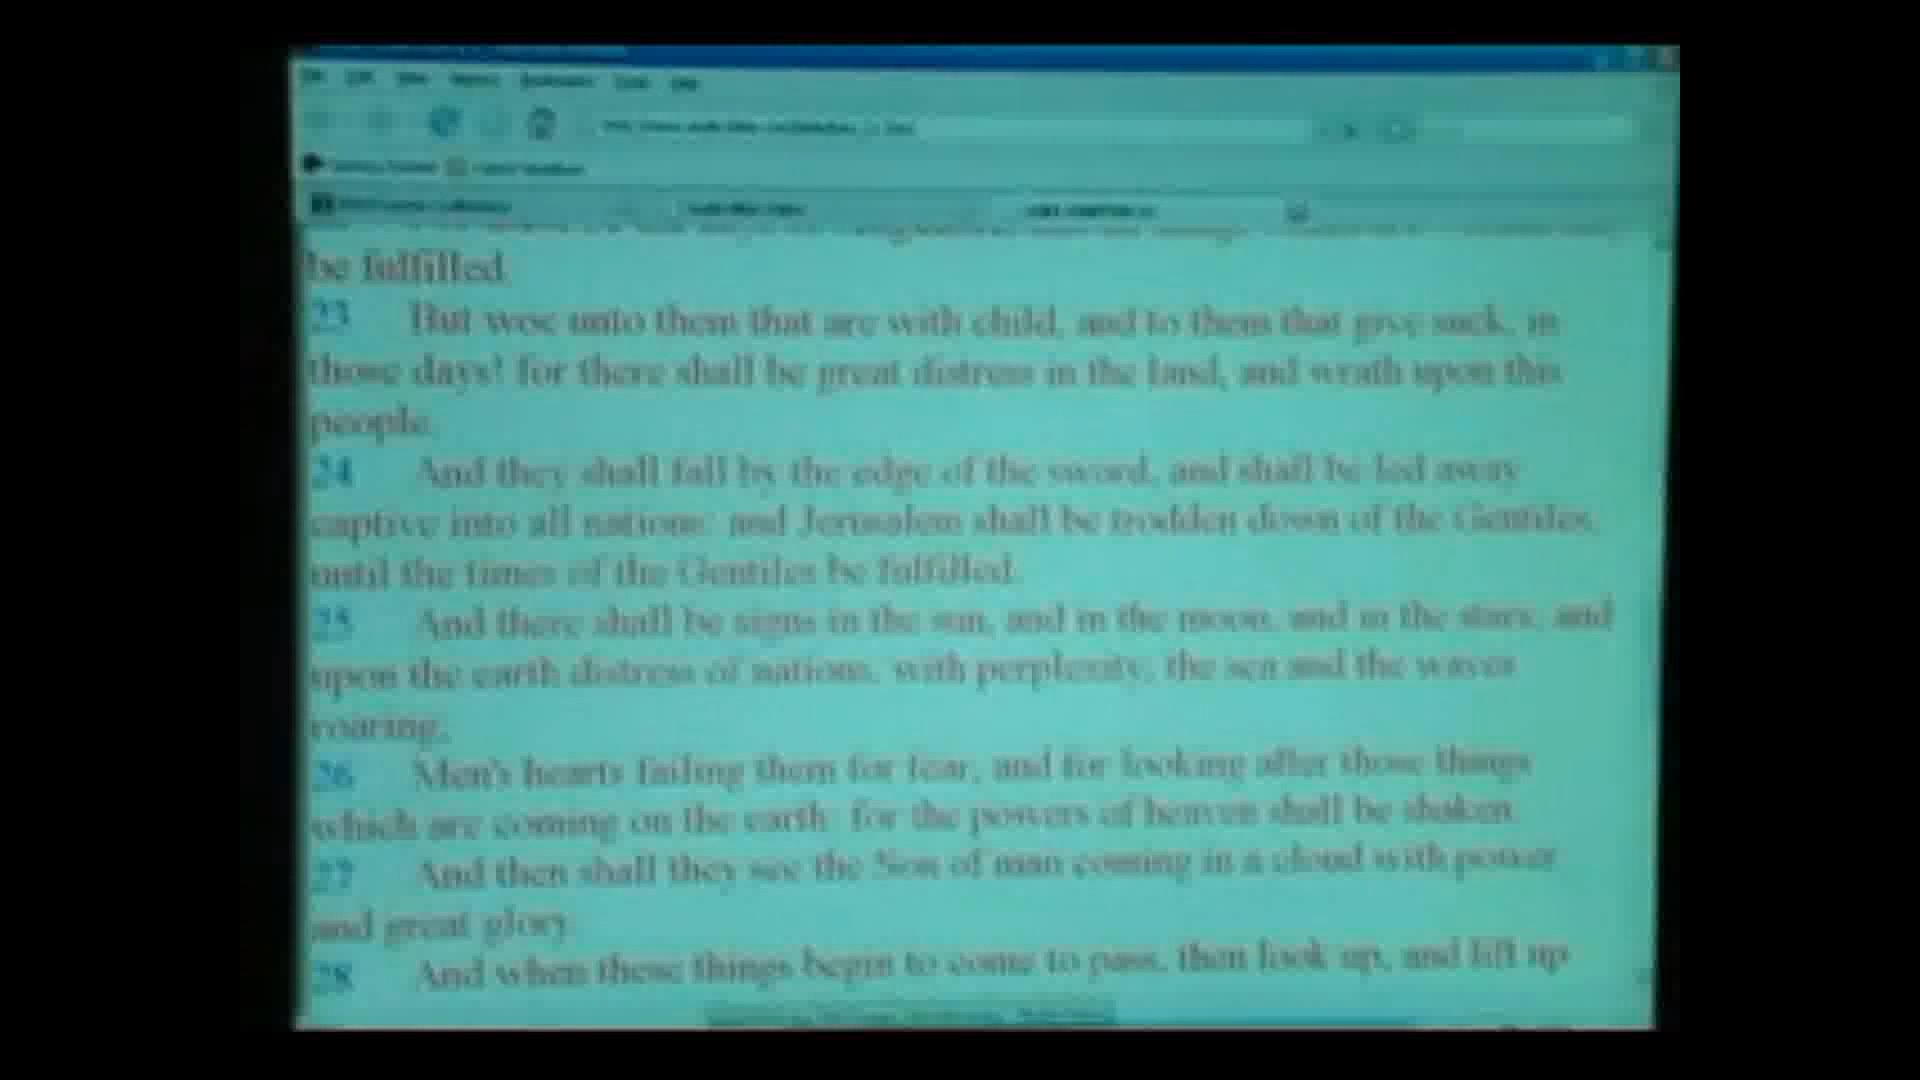 be fulfilled.
23 But woe unto them that are with child, and to them that give suck, in
those days! for there shall be great distress in the land, and wrath upon this
people.
24 And they shall fall by the edge of the sword, and shall be led away
captive into all nations: and Jerusalem shall be trodden down of the Gentiles,
until the times of the Gentiles be fulfilled.
25 And there shall be signs in the sun, and in the moon, and in the stars; and
upon the earth distress of nations, with perplexity; the sea and the waves
roaring;
26 Men's hearts failing them for fear, and for looking after those things
which are coming on the earth: for the powers of heaven shall be shaken.
27 And then shall they see the Son of man coming in a cloud with power
and great glory.
28 And when these things begin to come to pass, then look up, and lift up